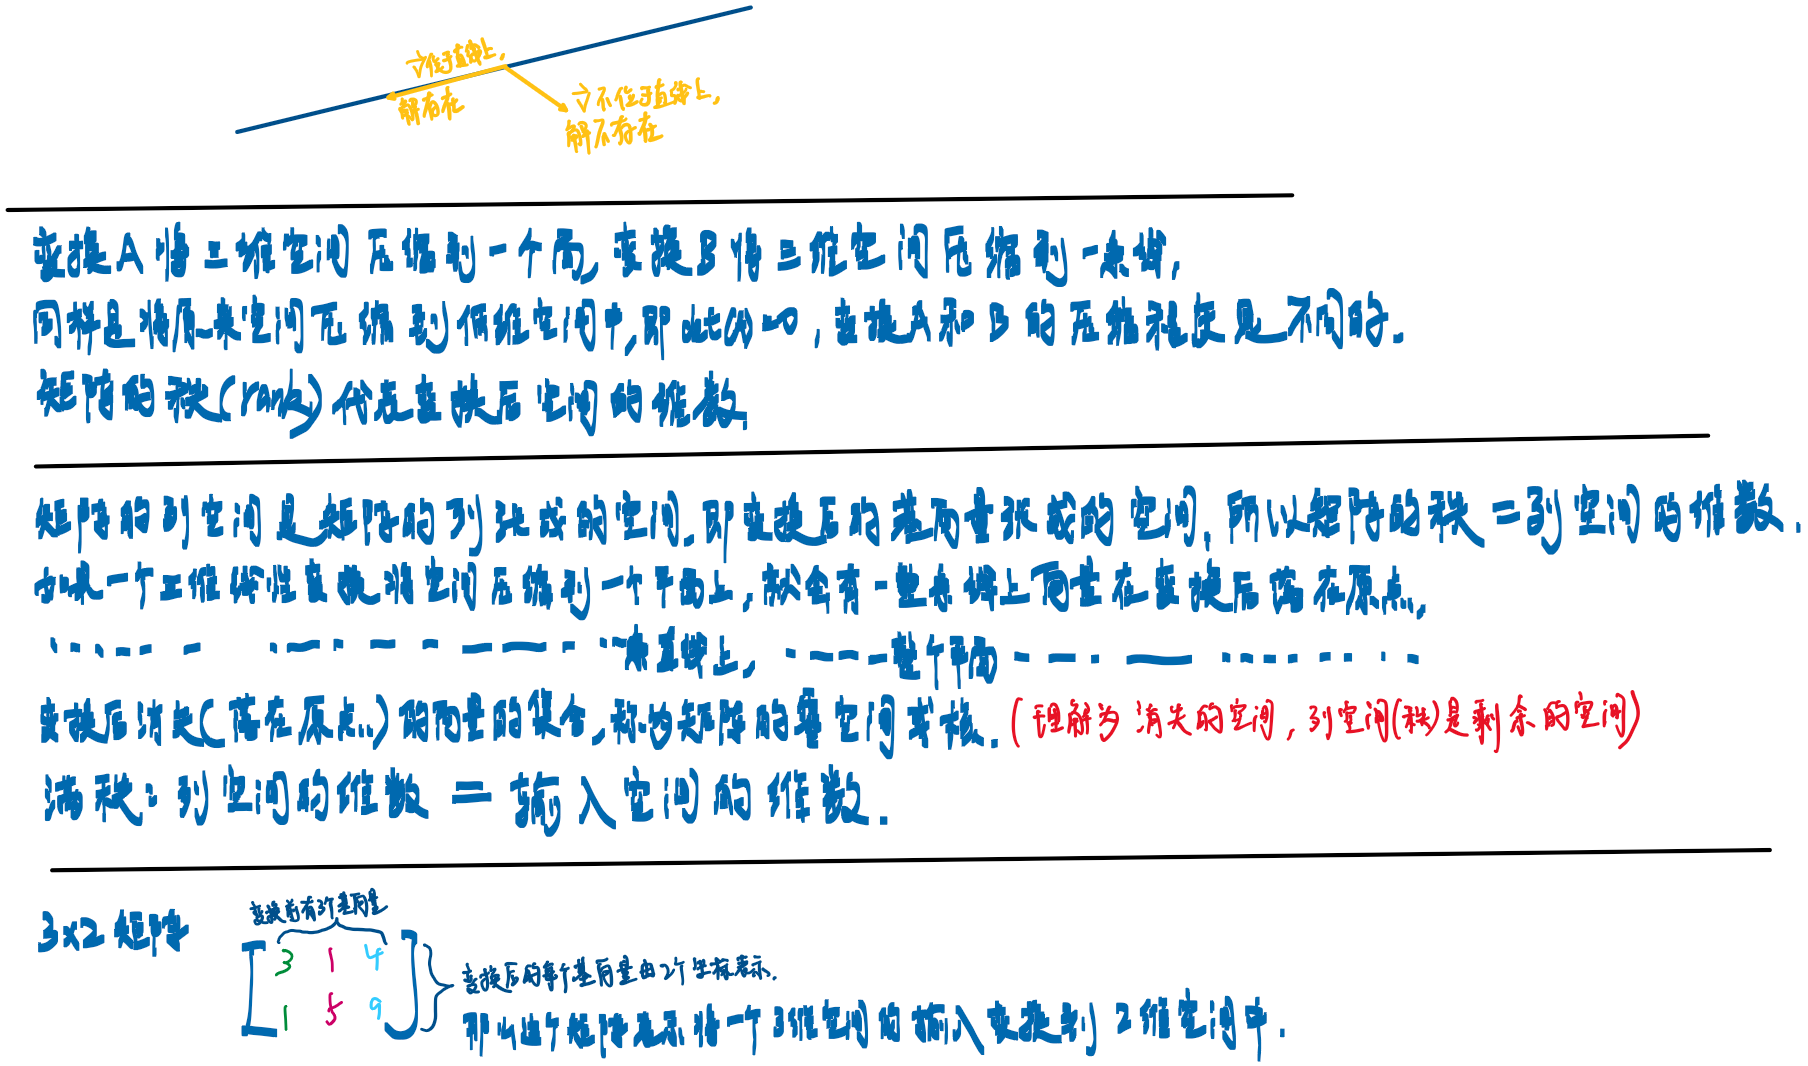 v位于直线上,
解存在
v不位于直线上,
解不存在
变换A将三维空间压缩到一个面,变换B将三维空间压缩到一条线,
同样是将原来空间压缩到低维空间中,即det()=0,变换A和B的压缩程度是不同的.
矩阵的秩(rank)代表变换后空间的维数.
矩阵的列空间是矩阵的列张成的空间.即变换后的基向量张成的空间.所以矩阵的秩=列空间的维数.
如果一个三维线性变换将空间压缩到一个平面上,就会有一整条线上向量在变换后落在原点,
条直线上, 一整个平面
变换后消失(落在原点)的向量的集合,称为矩阵的零空间或核.(理解为消失的空间,列空间(秩)是剩余的空间)
满秩:列空间的维数=输入空间的维数.
变换前有3个基向量
3×2矩阵
3 1 4
1 5 9
变换后的每个基向量由2个坐标表示.
那么这个矩阵表示将一个3维空间的输入变换到2维空间中.